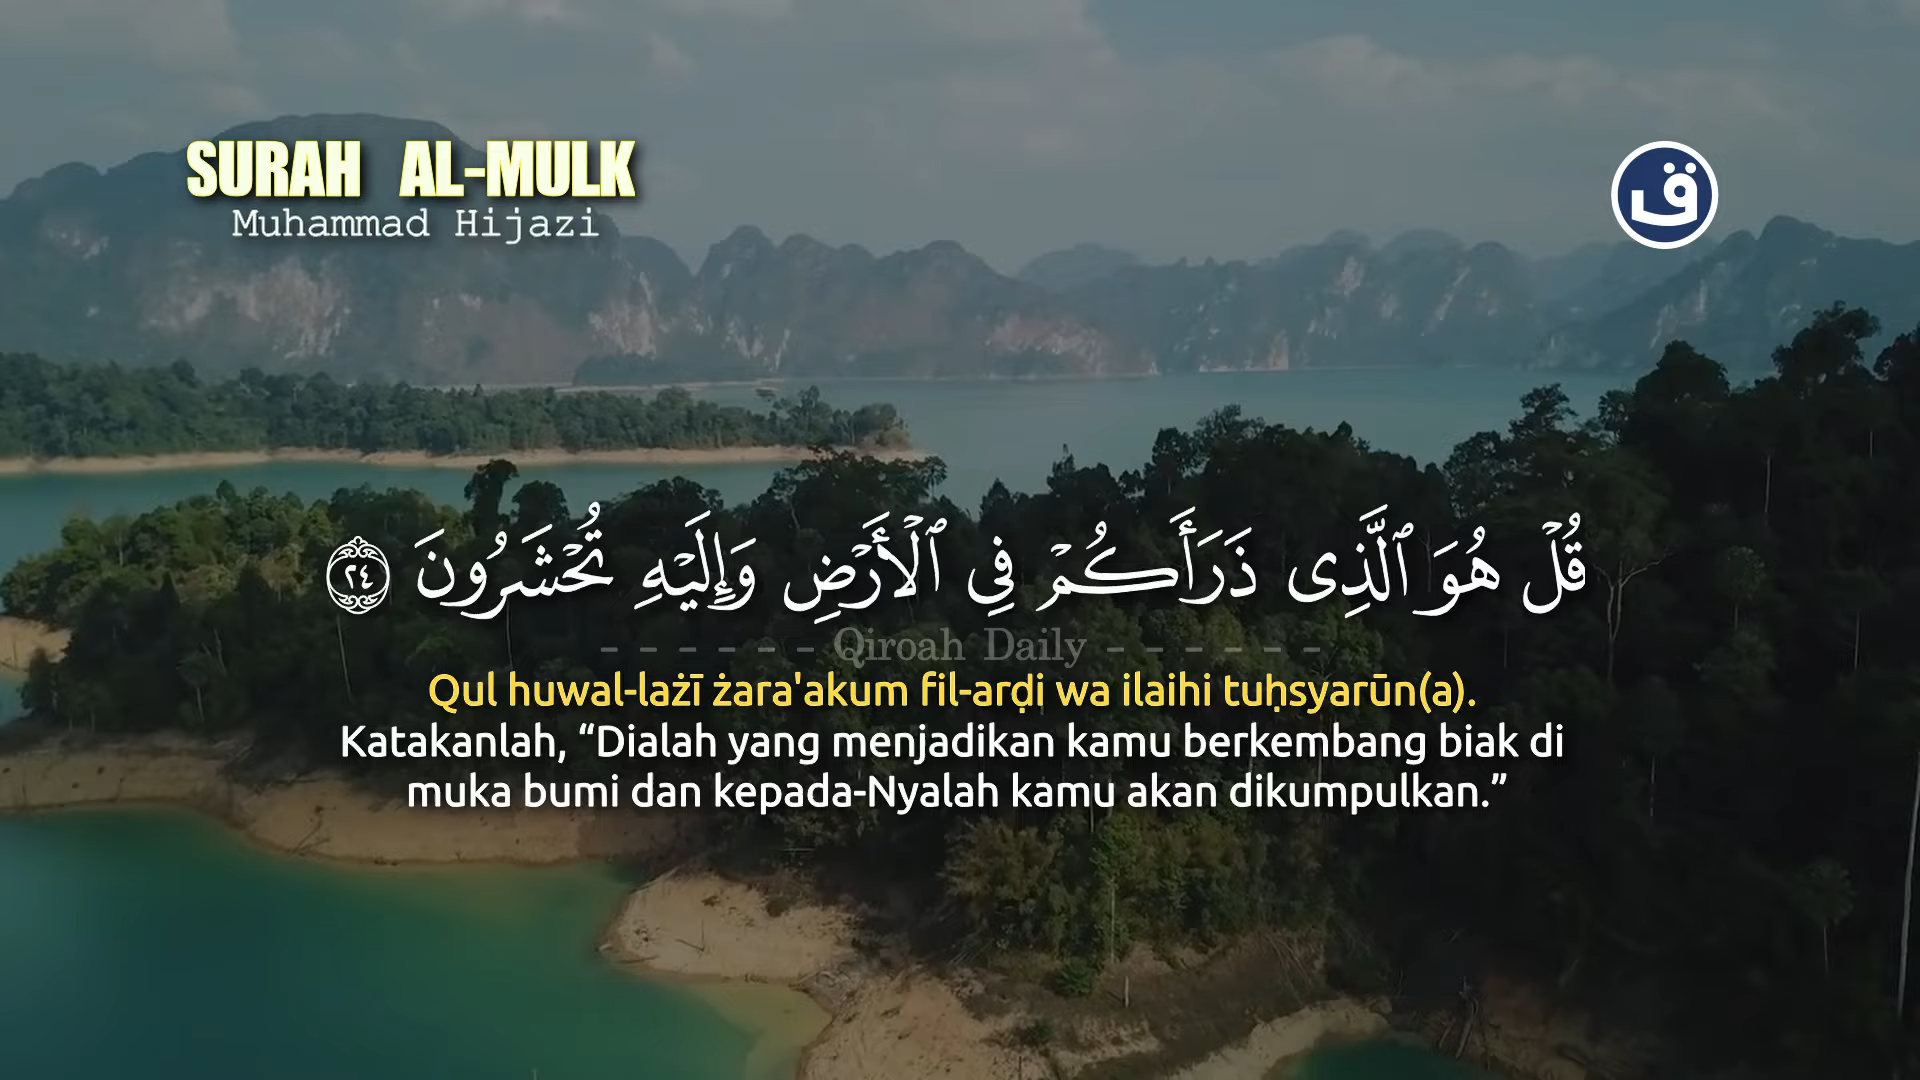 SURAH AL-MULK
Muhammad Hijazi
ق
قُلْ هُوَ ٱلَّذِى ذَرَأَكُمْ فِى ٱلْأَرْضِ وَإِلَيْهِ تُحْشَرُونَ ٢٤
- - - - - - Qiroah Daily - - - - - -
Qul huwal-lażī żara'akum fil-arḍi wa ilaihi tuḥsyarūn(a).
Katakanlah, “Dialah yang menjadikan kamu berkembang biak di
muka bumi dan kepada-Nyalah kamu akan dikumpulkan.”